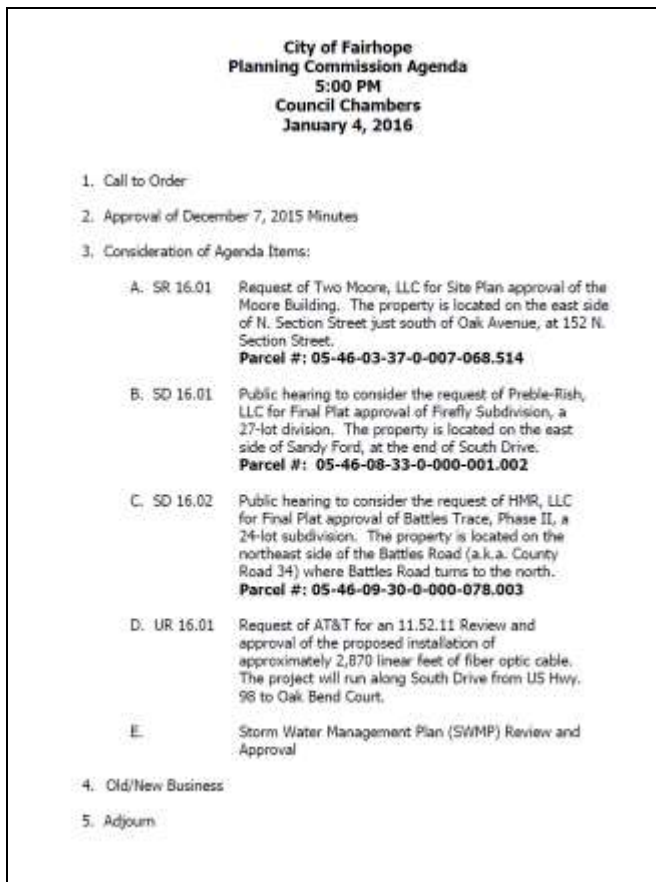 City of Fairhope
Planning Commission Agenda
5:00 PM
Council Chambers
January 4, 2016
1. Call to Order
2. Approval of December 7, 2015 Minutes
3. Consideration of Agenda Items:
A. SR 16.01 Request of Two Moore, LLC for Site Plan approval of the
Moore Building. The property is located on the east side
of N. Section Street just south of Oak Avenue, at 152 N.
Section Street.
Parcel #: 05-46-03-37-0-007-068.514
B. SD 16.01 Public hearing to consider the request of Preble-Rish,
LLC for Final Plat approval of Firefly Subdivision, a
27-lot division. The property is located on the east
side of Sandy Ford, at the end of South Drive.
Parcel #: 05-46-08-33-0-000-001.002
C. SD 16.02 Public hearing to consider the request of HMR, LLC
for Final Plat approval of Battles Trace, Phase II, a
24-lot subdivision. The property is located on the
northeast side of the Battles Road (a.k.a. County
Road 34) where Battles Road turns to the north.
Parcel #: 05-46-09-30-0-000-078.003
D. UR 16.01 Request of AT&T for an 11.52.11 Review and
approval of the proposed installation of
approximately 2,870 linear feet of fiber optic cable.
The project will run along South Drive from US Hwy.
98 to Oak Bend Court.
E. Storm Water Management Plan (SWMP) Review and
Approval
4. Old/New Business
5. Adjourn